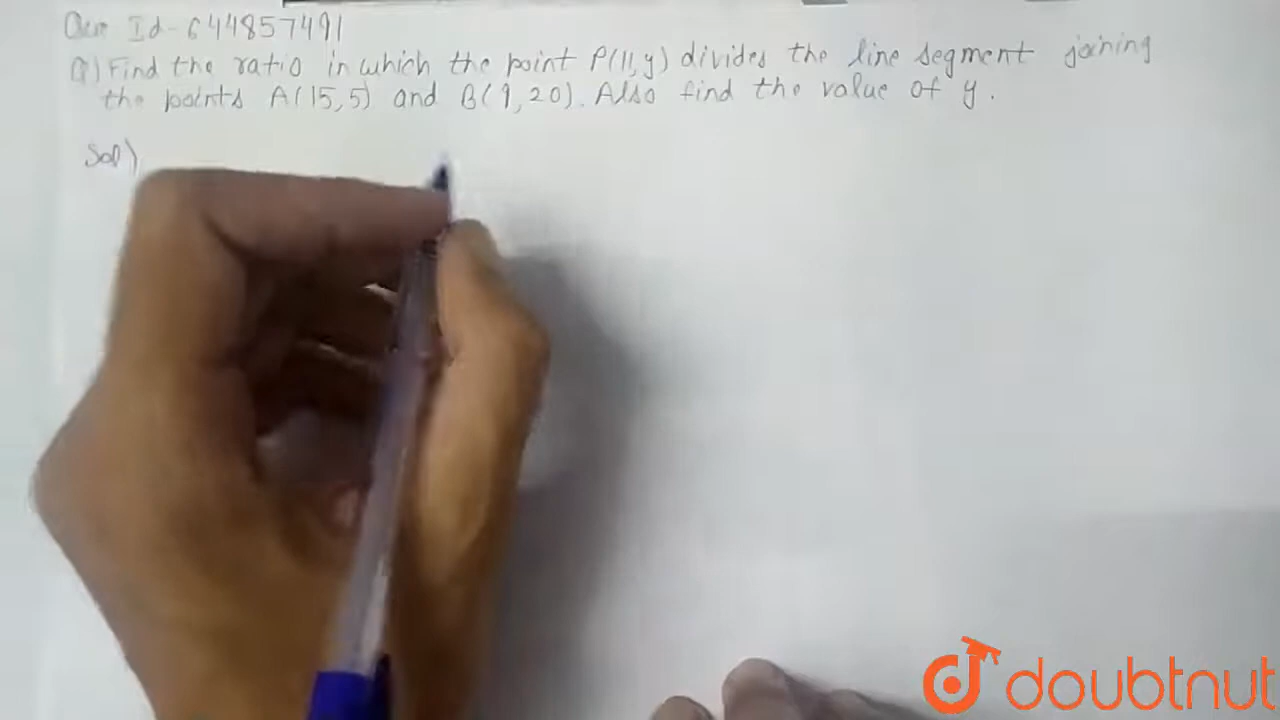 Que Id - 644857491
Q) Find the ratio in which the point P(11,y) divides the line segment joining
the points A(15,5) and B(9,20). Also find the value of y.
Sol)
doubtnut